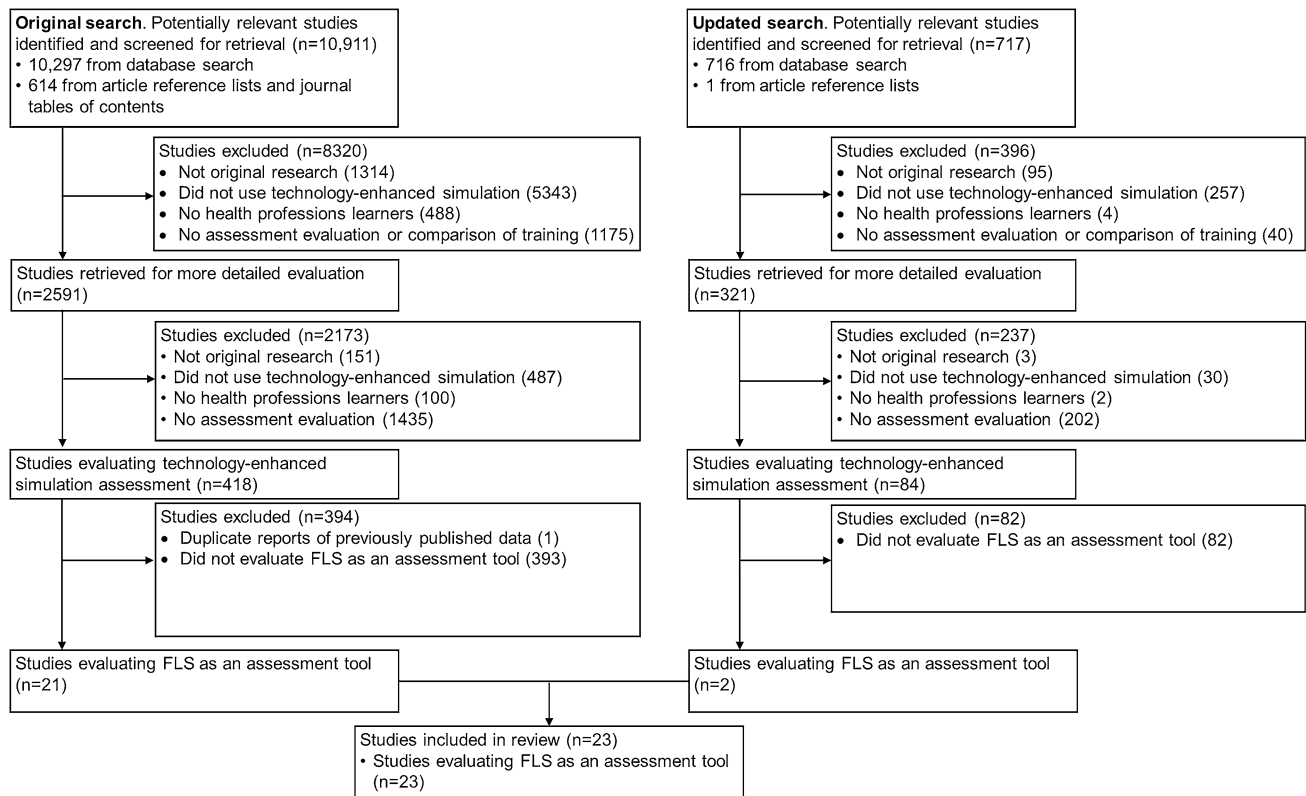 Original search. Potentially relevant studies
identified and screened for retrieval (n=10,911)
• 10,297 from database search
• 614 from article reference lists and journal
tables of contents
Studies excluded (n=8320)
• Not original research (1314)
• Did not use technology-enhanced simulation (5343)
• No health professions learners (488)
• No assessment evaluation or comparison of training (1175)
Studies retrieved for more detailed evaluation
(n=2591)
Studies excluded (n=2173)
• Not original research (151)
• Did not use technology-enhanced simulation (487)
• No health professions learners (100)
• No assessment evaluation (1435)
Studies evaluating technology-enhanced
simulation assessment (n=418)
Studies excluded (n=394)
• Duplicate reports of previously published data (1)
• Did not evaluate FLS as an assessment tool (393)
Studies evaluating FLS as an assessment tool
(n=21)
Updated search. Potentially relevant studies
identified and screened for retrieval (n=717)
• 716 from database search
• 1 from article reference lists
Studies excluded (n=396)
• Not original research (95)
• Did not use technology-enhanced simulation (257)
• No health professions learners (4)
• No assessment evaluation or comparison of training (40)
Studies retrieved for more detailed evaluation
(n=321)
Studies excluded (n=237)
• Not original research (3)
• Did not use technology-enhanced simulation (30)
• No health professions learners (2)
• No assessment evaluation (202)
Studies evaluating technology-enhanced
simulation assessment (n=84)
Studies excluded (n=82)
• Did not evaluate FLS as an assessment tool (82)
Studies evaluating FLS as an assessment tool
(n=2)
Studies included in review (n=23)
• Studies evaluating FLS as an assessment tool
(n=23)